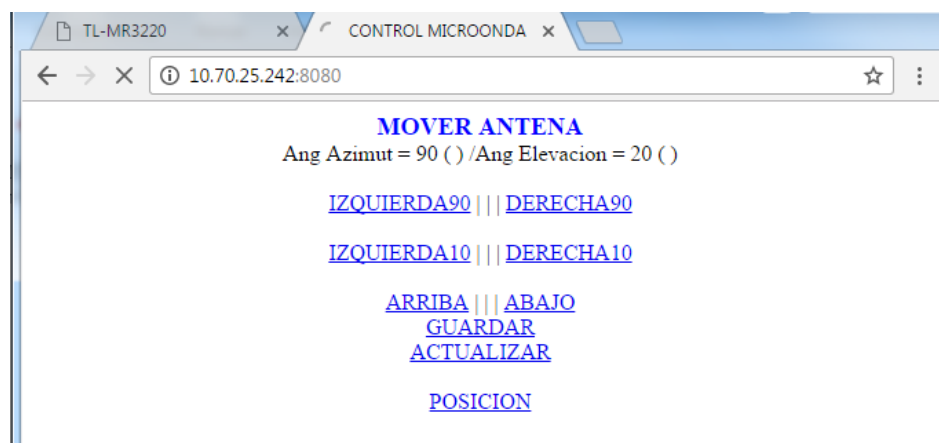 TL-MR3220
CONTROL MICROONDA
10.70.25.242:8080
MOVER ANTENA
Ang Azimut = 90 ( ) /Ang Elevacion = 20 ( )
IZQUIERDA90 | | | DERECHA90
IZQUIERDA10 | | | DERECHA10
ARRIBA | | | ABAJO
GUARDAR
ACTUALIZAR
POSICION